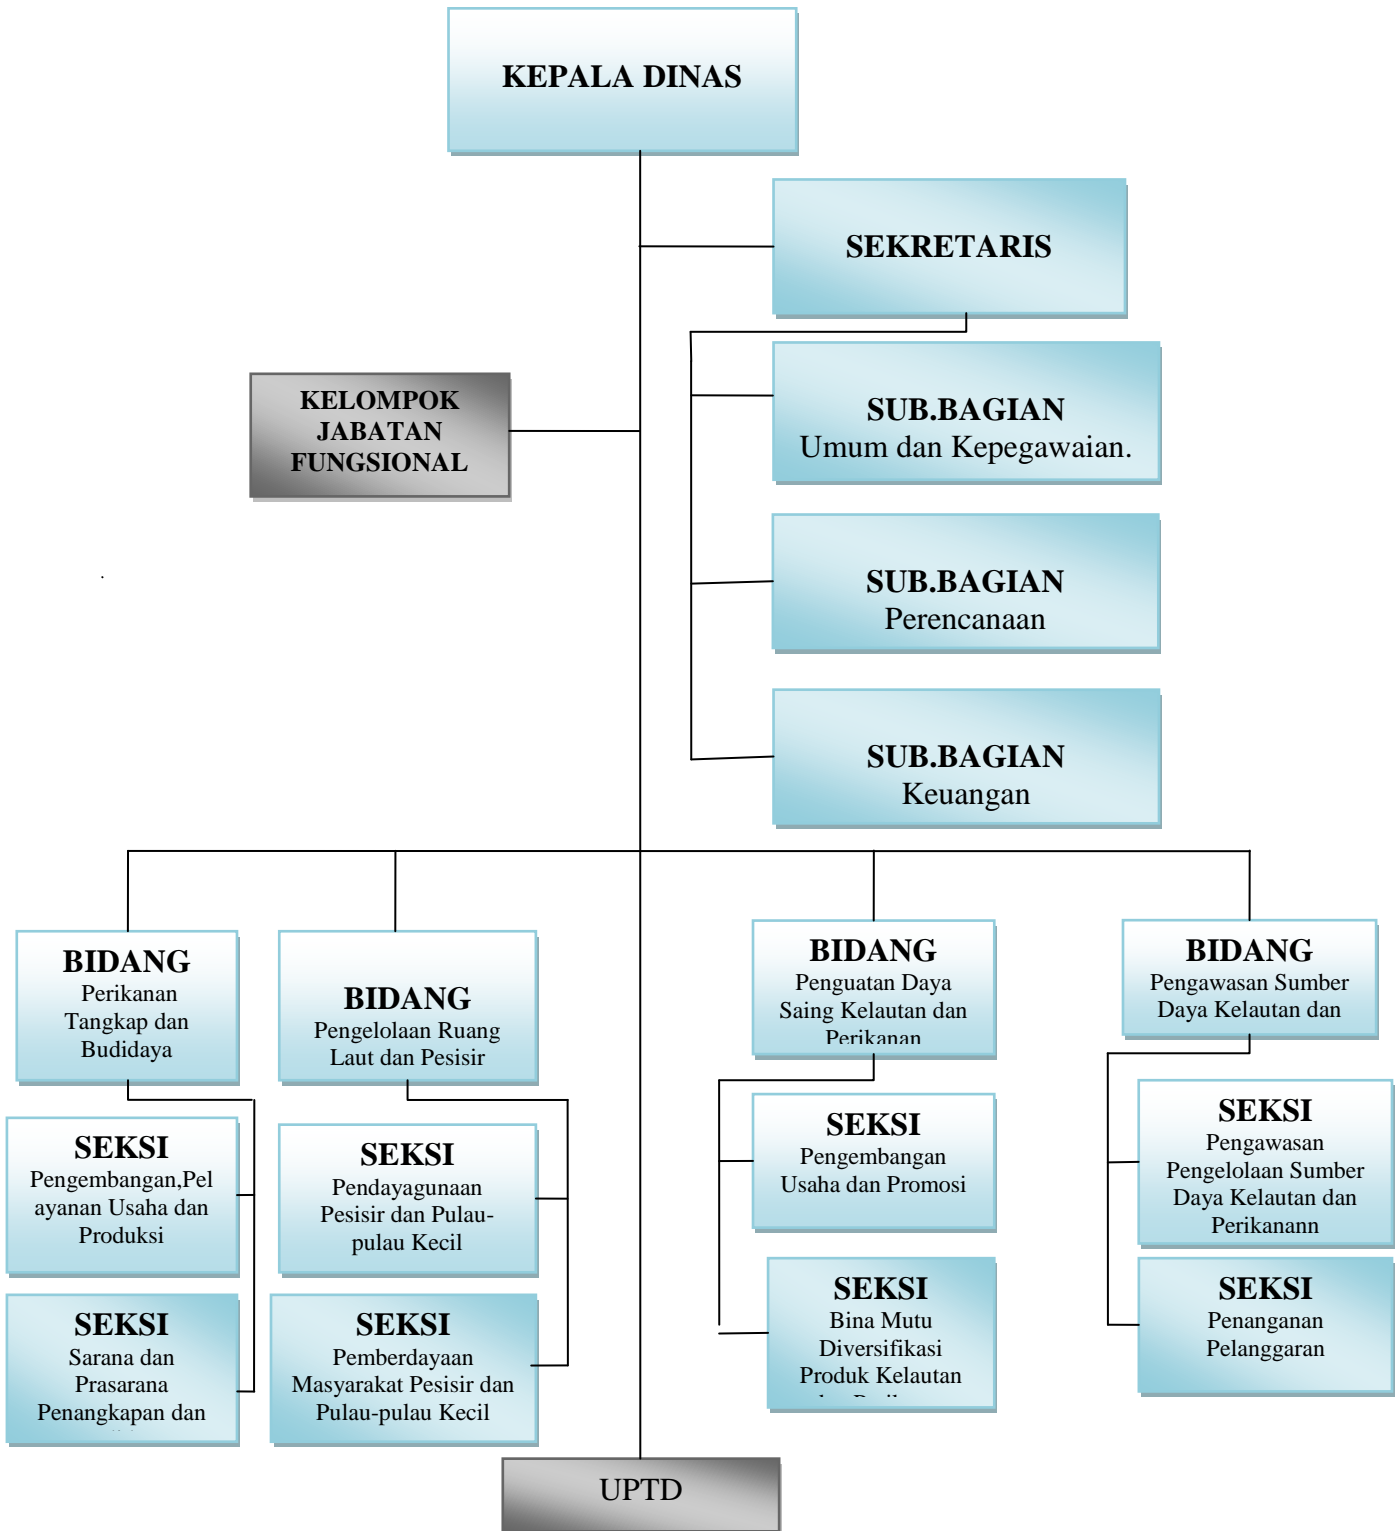 KEPALA DINAS
SEKRETARIS
KELOMPOK
JABATAN
FUNGSIONAL
SUB.BAGIAN
Umum dan Kepegawaian.
SUB.BAGIAN
Perencanaan
SUB.BAGIAN
Keuangan
BIDANG
Perikanan
Tangkap dan
Budidaya
BIDANG
Pengelolaan Ruang
Laut dan Pesisir
BIDANG
Penguatan Daya
Saing Kelautan dan
Perikanan
BIDANG
Pengawasan Sumber
Daya Kelautan dan
SEKSI
Pengembangan,Pel
ayanan Usaha dan
Produksi
SEKSI
Pendayagunaan
Pesisir dan Pulau-
pulau Kecil
SEKSI
Pengembangan
Usaha dan Promosi
SEKSI
Pengawasan
Pengelolaan Sumber
Daya Kelautan dan
Perikanann
SEKSI
Sarana dan
Prasarana
Penangkapan dan
SEKSI
Pemberdayaan
Masyarakat Pesisir dan
Pulau-pulau Kecil
SEKSI
Bina Mutu
Diversifikasi
Produk Kelautan
SEKSI
Penanganan
Pelanggaran
UPTD